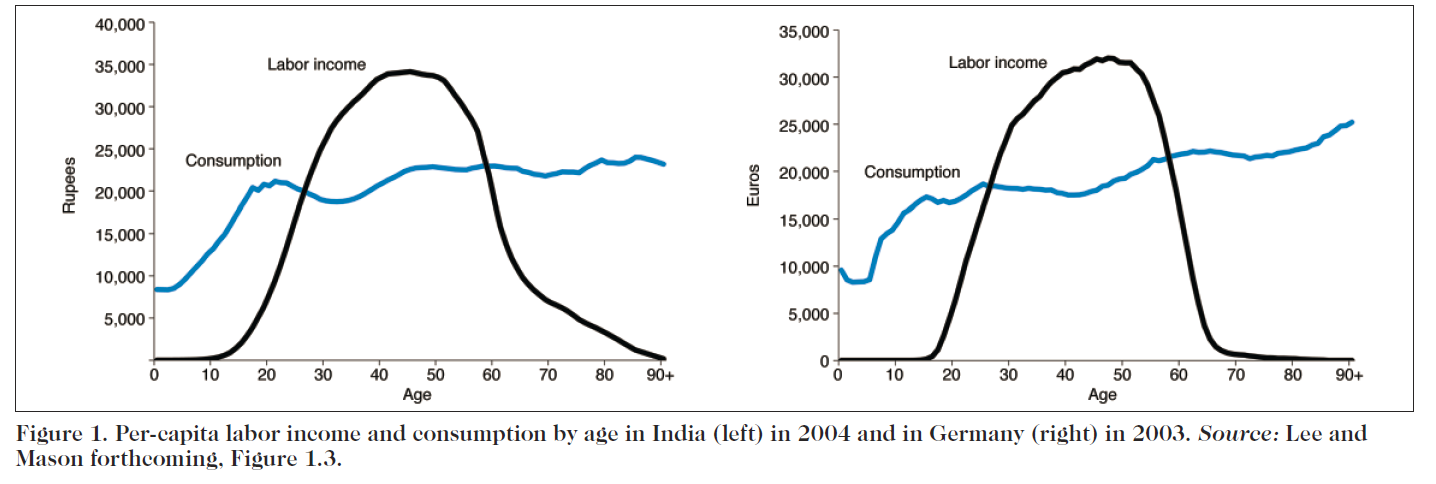 40,000
35,000
30,000
25,000
20,000
15,000
10,000
5,000
Rupees
Labor income
Consumption
0 10 20 30 40 50 60 70 80 90+
Age
35,000
30,000
25,000
20,000
15,000
10,000
5,000
0
Euros
Labor income
Consumption
0 10 20 30 40 50 60 70 80 90+
Age
Figure 1. Per-capita labor income and consumption by age in India (left) in 2004 and in Germany (right) in 2003. Source: Lee and
Mason forthcoming, Figure 1.3.